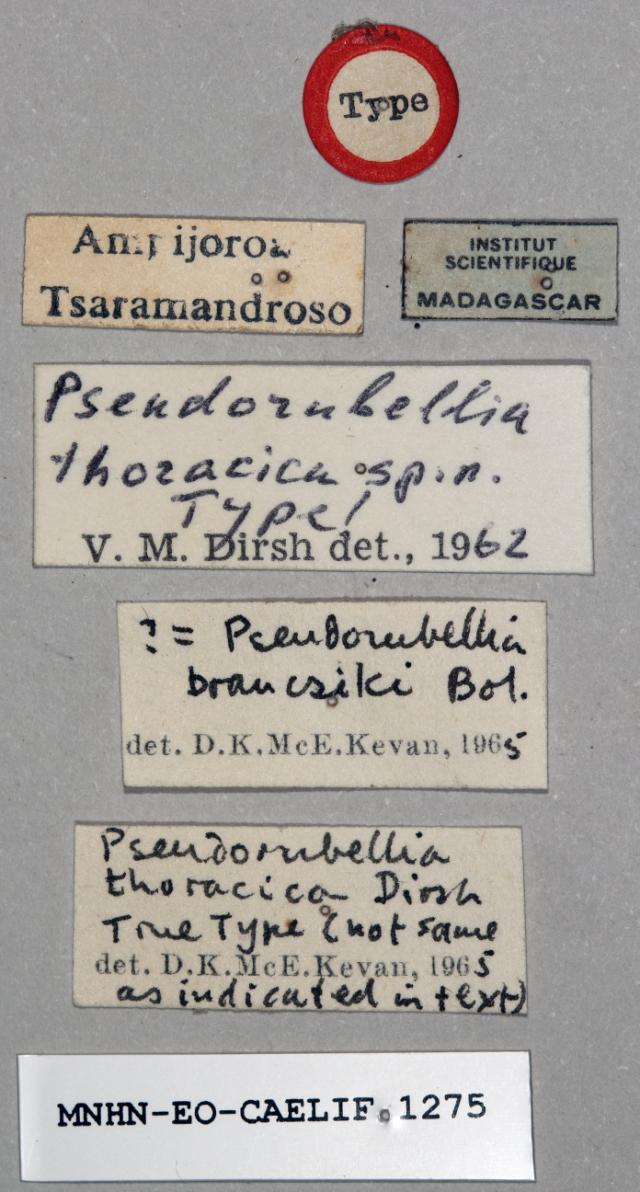 Type
Ampijoroa
Tsaramandroso
INSTITUT
SCIENTIFIQUE
MADAGASCAR
Pseudorubellia
thoracica sp.n.
Type!
V. M. Dirsh det., 1962
? = Pseudorubellia
brancsiki Bol.
det. D.K.McE.Kevan, 1965
Pseudorubellia
thoracica Dirsh
True Type (not same
det. D.K.McE.Kevan, 1965
as indicated in text)
MNHN-EO-CAELIF.1275